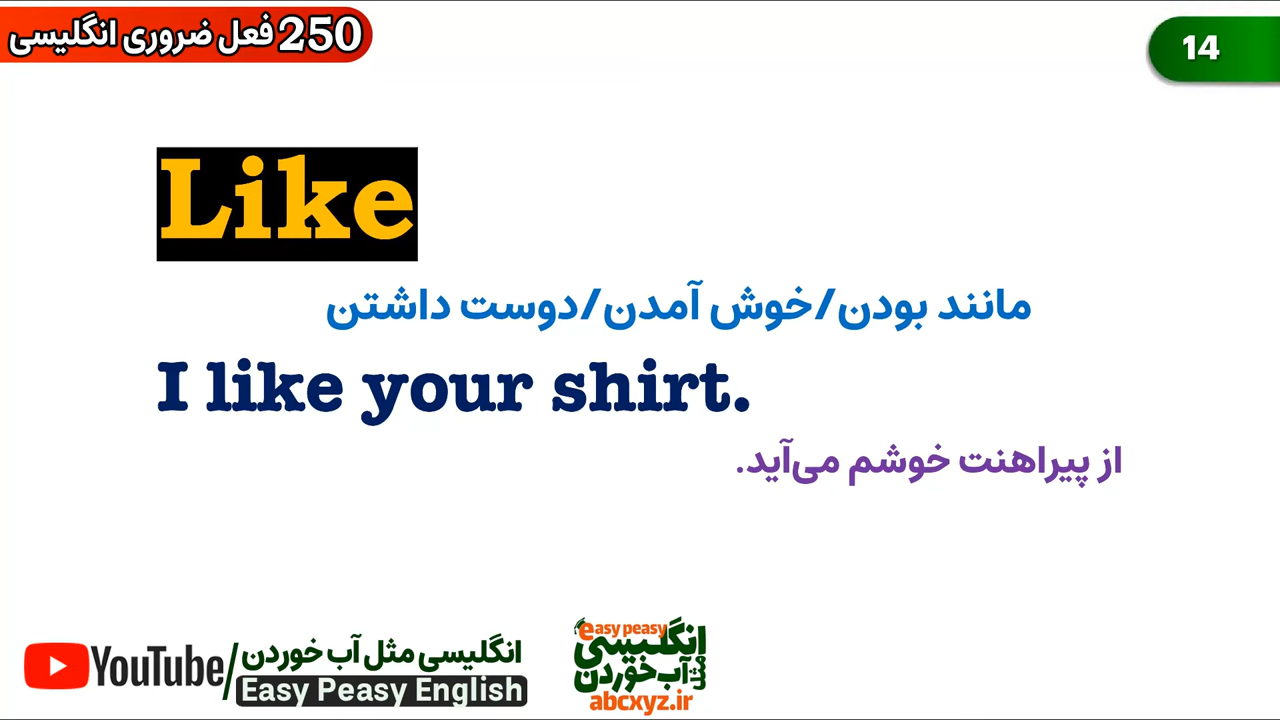 250 فعل ضروری انگلیسی
14
Like
مانند بودن/خوش آمدن/دوست داشتن
I like your shirt.
از پیراهنت خوشم می‌آید.
YouTube/انگلیسی مثل آب خوردن
Easy Peasy English
easy peasy
انگلیسی
مثل
آب خوردن
abcxyz.ir